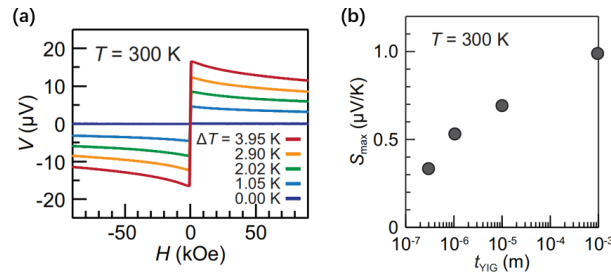 (a)
T = 300 K
V (μV)
20
10
0
-10
-20
ΔT = 3.95 K
2.90 K
2.02 K
1.05 K
0.00 K
-50
0
50
H (kOe)
(b)
T = 300 K
Smax (μV/K)
1.0
0.5
0
10-7
10-6
10-5
10-4
10-3
tYIG (m)